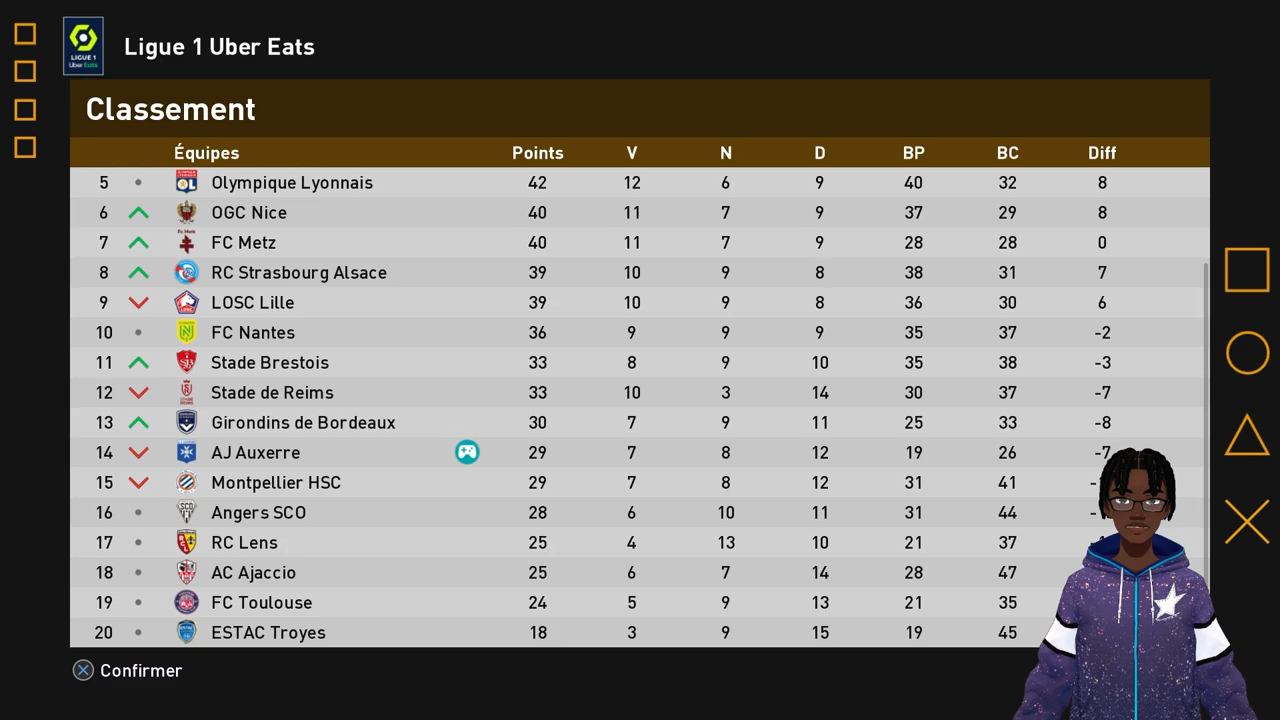 LIGUE 1
Uber Eats
Ligue 1 Uber Eats
Classement
Équipes Points V N D BP BC Diff
5 Olympique Lyonnais 42 12 6 9 40 32 8
6 OGC Nice 40 11 7 9 37 29 8
7 FC Metz 40 11 7 9 28 28 0
8 RC Strasbourg Alsace 39 10 9 8 38 31 7
9 LOSC Lille 39 10 9 8 36 30 6
10 FC Nantes 36 9 9 9 35 37 -2
11 Stade Brestois 33 8 9 10 35 38 -3
12 Stade de Reims 33 10 3 14 30 37 -7
13 Girondins de Bordeaux 30 7 9 11 25 33 -8
14 AJ Auxerre 29 7 8 12 19 26 -7
15 Montpellier HSC 29 7 8 12 31 41
16 Angers SCO 28 6 10 11 31 44
17 RC Lens 25 4 13 10 21 37
18 AC Ajaccio 25 6 7 14 28 47
19 FC Toulouse 24 5 9 13 21 35
20 ESTAC Troyes 18 3 9 15 19 45
Confirmer